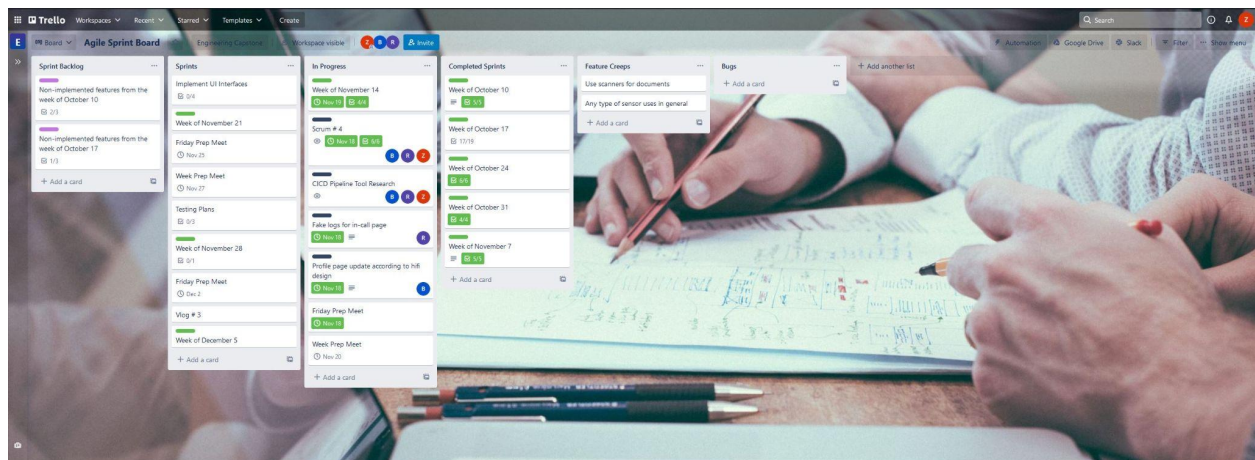 Trello
Workspaces
Recent
Starred
Templates
Create
Search
Z
E
Board
Agile Sprint Board
Engineering Capstone
Workspace visible
Z B R
Invite
Automation
Google Drive
Slack
Filter
... Show menu
Sprint Backlog ...
Non-implemented features from the
week of October 10
2/3
Non-implemented features from the
week of October 17
1/3
+ Add a card
Sprints ...
Implement UI Interfaces
0/4
Week of November 21
Friday Prep Meet
Nov 25
Week Prep Meet
Nov 27
Testing Plans
0/3
Week of November 28
0/1
Friday Prep Meet
Dec 2
Vlog # 3
Week of December 5
+ Add a card
In Progress ...
Week of November 14
Nov 19 4/4
Scrum # 4
Nov 18
B R Z
CICD Pipeline Tool Research
B R Z
Fake logs for in-call page
Nov 18
R
Profile page update according to hifi
design
Nov 18
B
Friday Prep Meet
Nov 18
Week Prep Meet
Nov 20
+ Add a card
Completed Sprints ...
Week of October 10
5/5
Week of October 17
17/19
Week of October 24
6/6
Week of October 31
4/4
Week of November 7
5/5
+ Add a card
Feature Creeps ...
Use scanners for documents
Any type of sensor uses in general
+ Add a card
Bugs ...
+ Add a card
+ Add another list